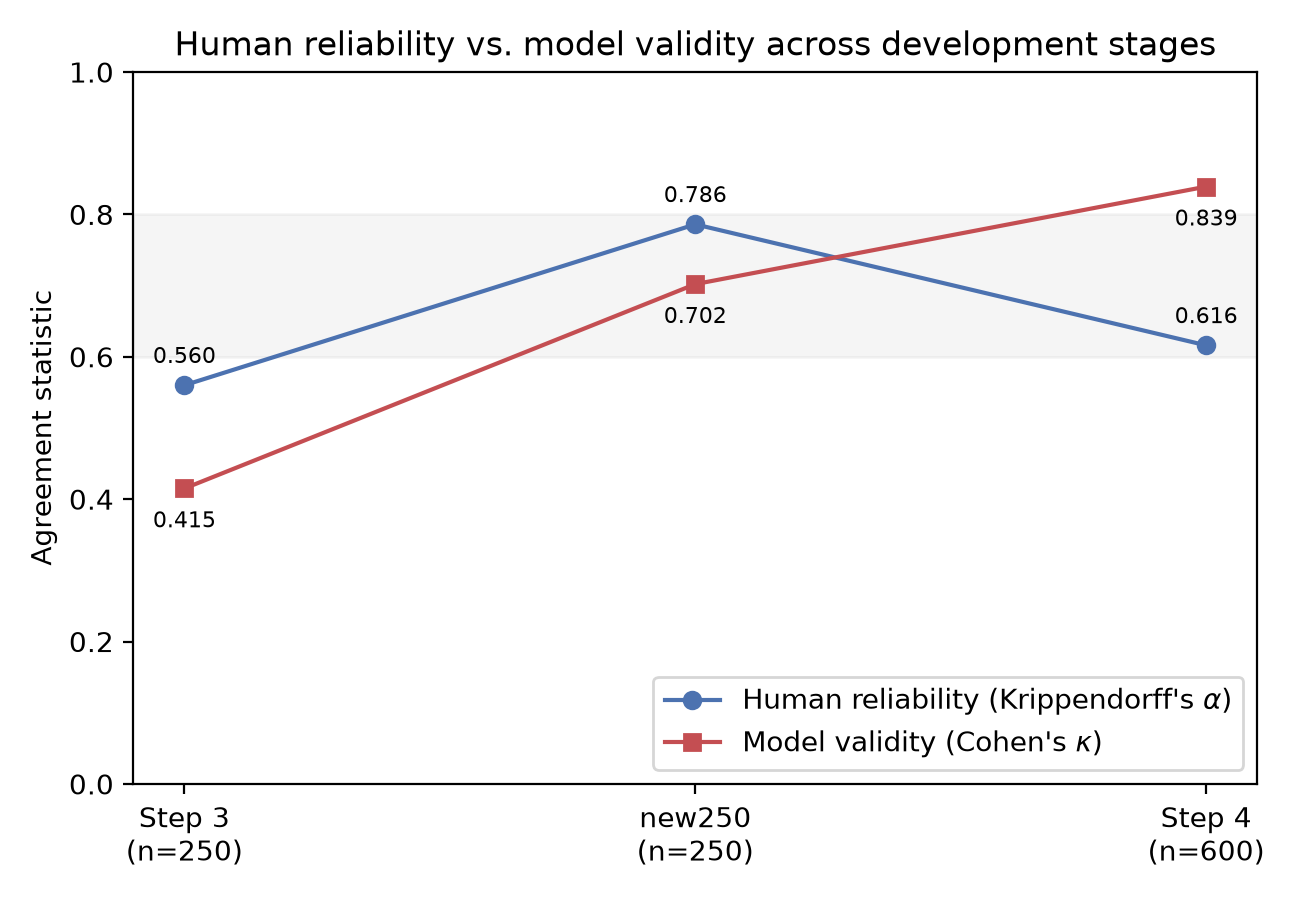 Human reliability vs. model validity across development stages
1.0
0.8
0.6
0.4
0.2
0.0
Agreement statistic
0.560
0.415
0.786
0.702
0.839
0.616
Human reliability (Krippendorff's α)
Model validity (Cohen's κ)
Step 3
(n=250)
new250
(n=250)
Step 4
(n=600)